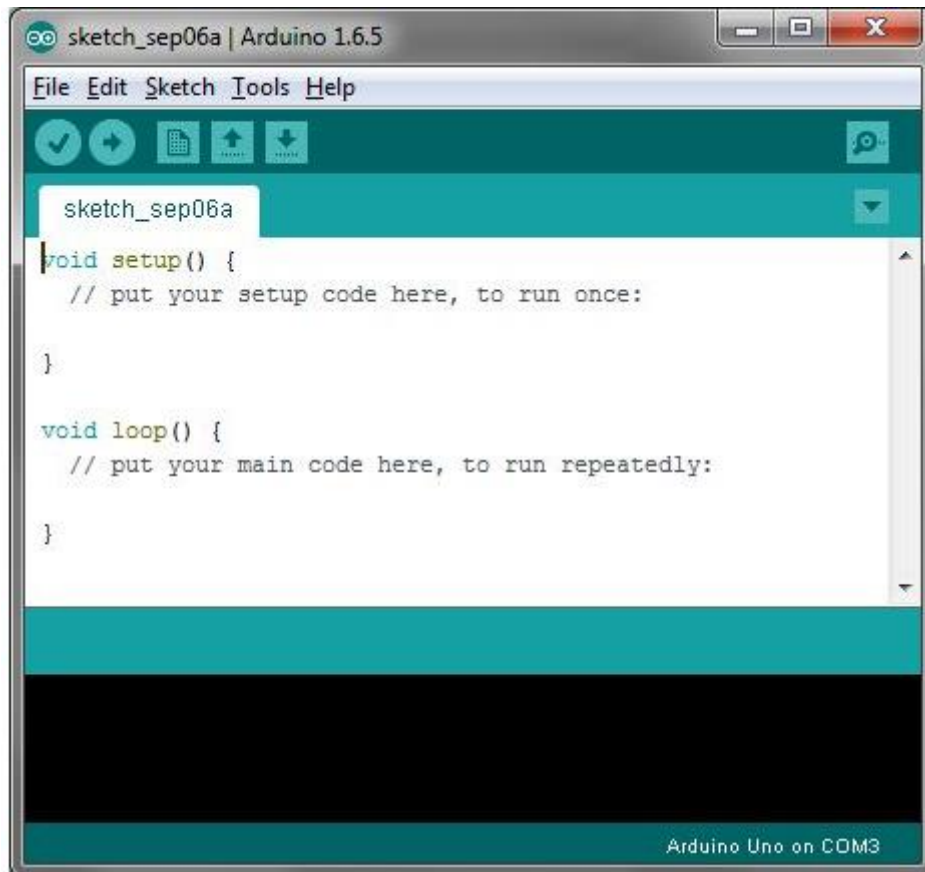 sketch_sep06a | Arduino 1.6.5
File Edit Sketch Tools Help
sketch_sep06a
void setup() {
  // put your setup code here, to run once:
}
void loop() {
  // put your main code here, to run repeatedly:
}
Arduino Uno on COM3